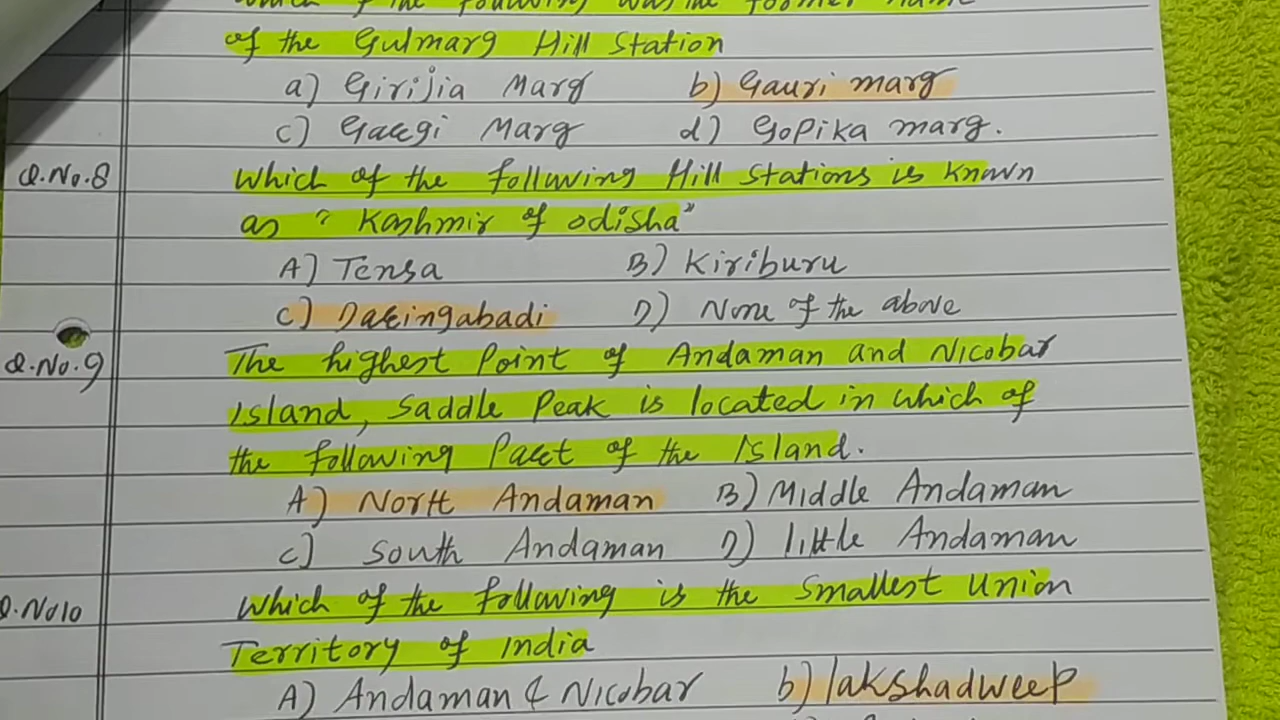 of the Gulmarg Hill Station
a) Girijia Marg b) Gauri marg
c) Gargi Marg d) Gopika marg.
Q.No.8 Which of the following Hill Stations is known
as "Kashmir of odisha"
A) Tensa B) Kiriburu
C) Daringabadi D) None of the above
Q.No.9 The highest Point of Andaman and Nicobar
Island, Saddle Peak is located in which of
the following Part of the Island.
A) North Andaman B) Middle Andaman
C) South Andaman D) little Andaman
Q.No10 Which of the following is the Smallest Union
Territory of India
A) Andaman & Nicobar b) lakshadweep